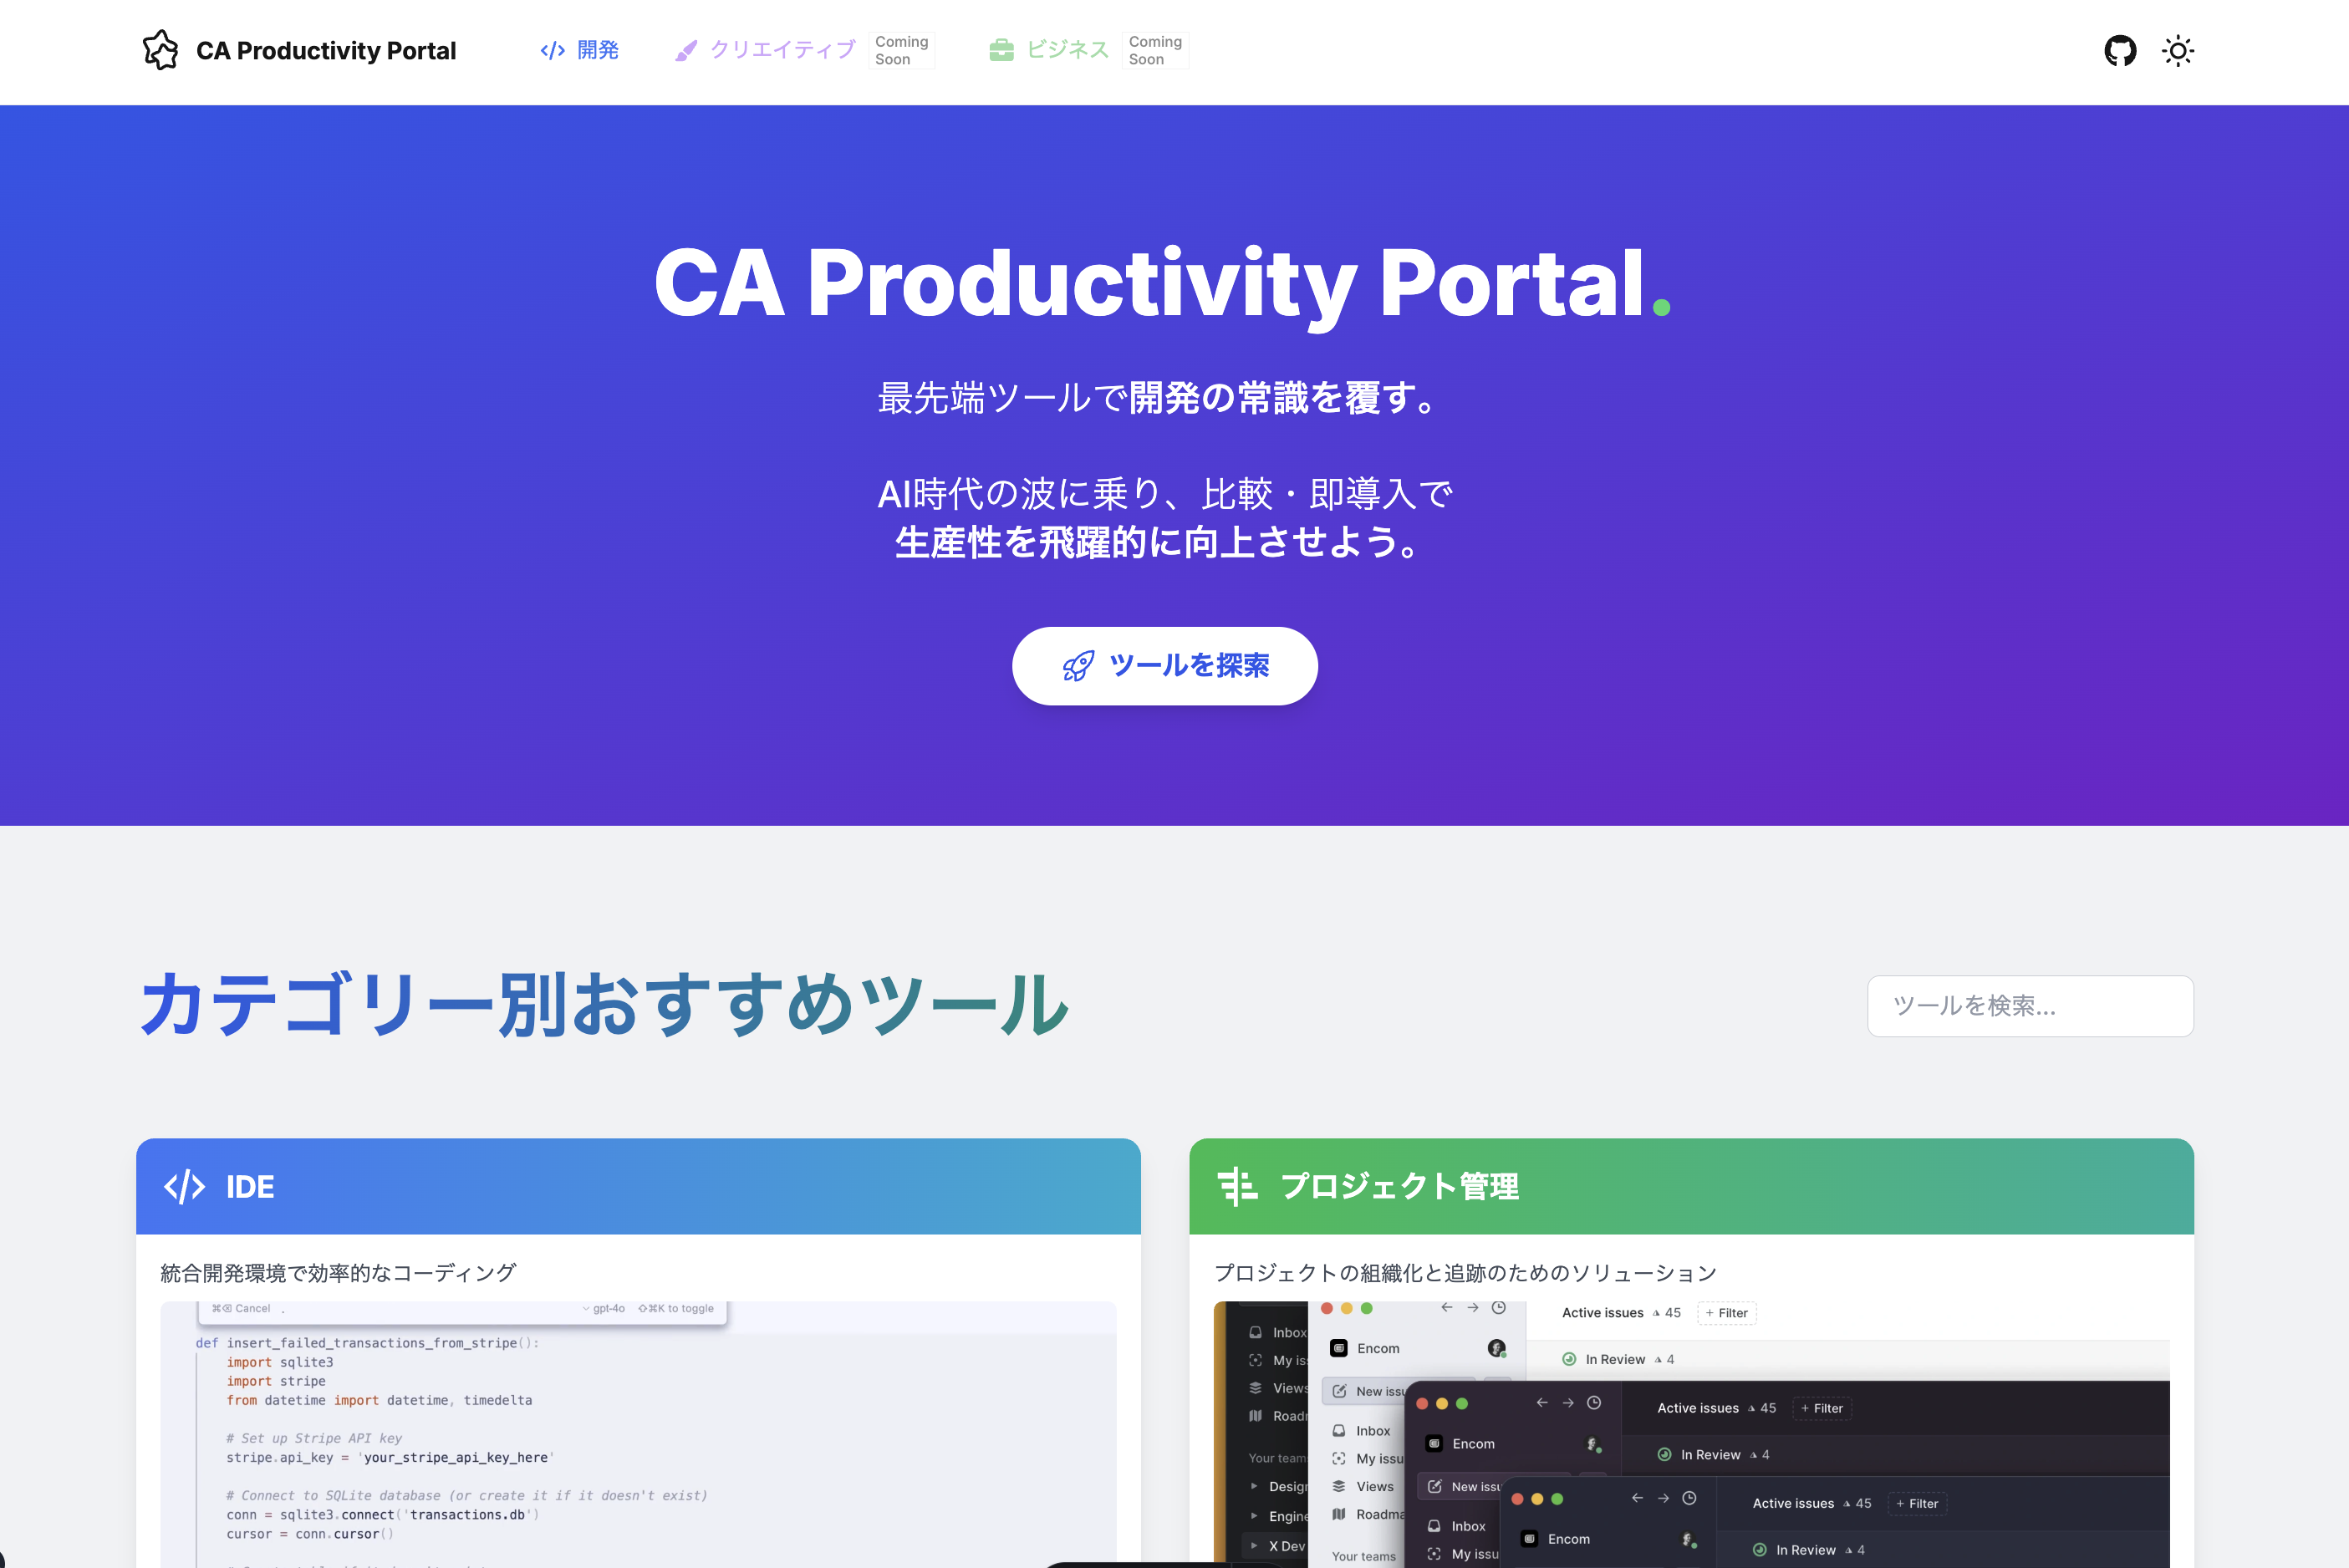 CA Productivity Portal
開発
クリエイティブ
Coming
Soon
ビジネス
Coming
Soon
CA Productivity Portal.
最先端ツールで開発の常識を覆す。
AI時代の波に乗り、比較・即導入で
生産性を飛躍的に向上させよう。
ツールを探索
カテゴリー別おすすめツール
ツールを検索...
IDE
統合開発環境で効率的なコーディング
⌘⌫ Cancel .
gpt-4o ⇧⌘K to toggle
def insert_failed_transactions_from_stripe():
import sqlite3
import stripe
from datetime import datetime, timedelta
# Set up Stripe API key
stripe.api_key = 'your_stripe_api_key_here'
# Connect to SQLite database (or create it if it doesn't exist)
conn = sqlite3.connect('transactions.db')
cursor = conn.cursor()
プロジェクト管理
プロジェクトの組織化と追跡のためのソリューション
Inbox
My is
Views
Roadr
Your team
Desig
Engine
X Dev
Encom
New issu
Inbox
My issu
Views
Roadma
Your teams
Active issues 45 + Filter
In Review 4
Encom
New issu
Inbox
My issu
Active issues 45 + Filter
In Review 4
Encom
Active issues 45 + Filter
In Review 4